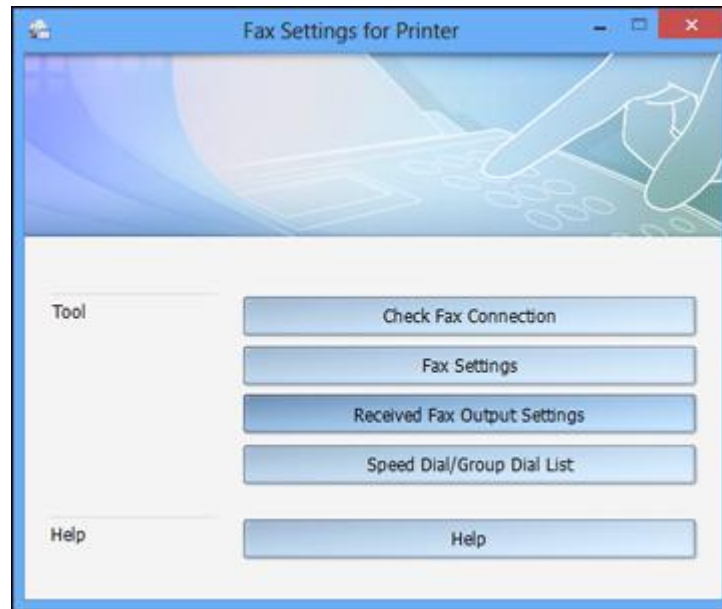 Fax Settings for Printer
Tool
Check Fax Connection
Fax Settings
Received Fax Output Settings
Speed Dial/Group Dial List
Help
Help